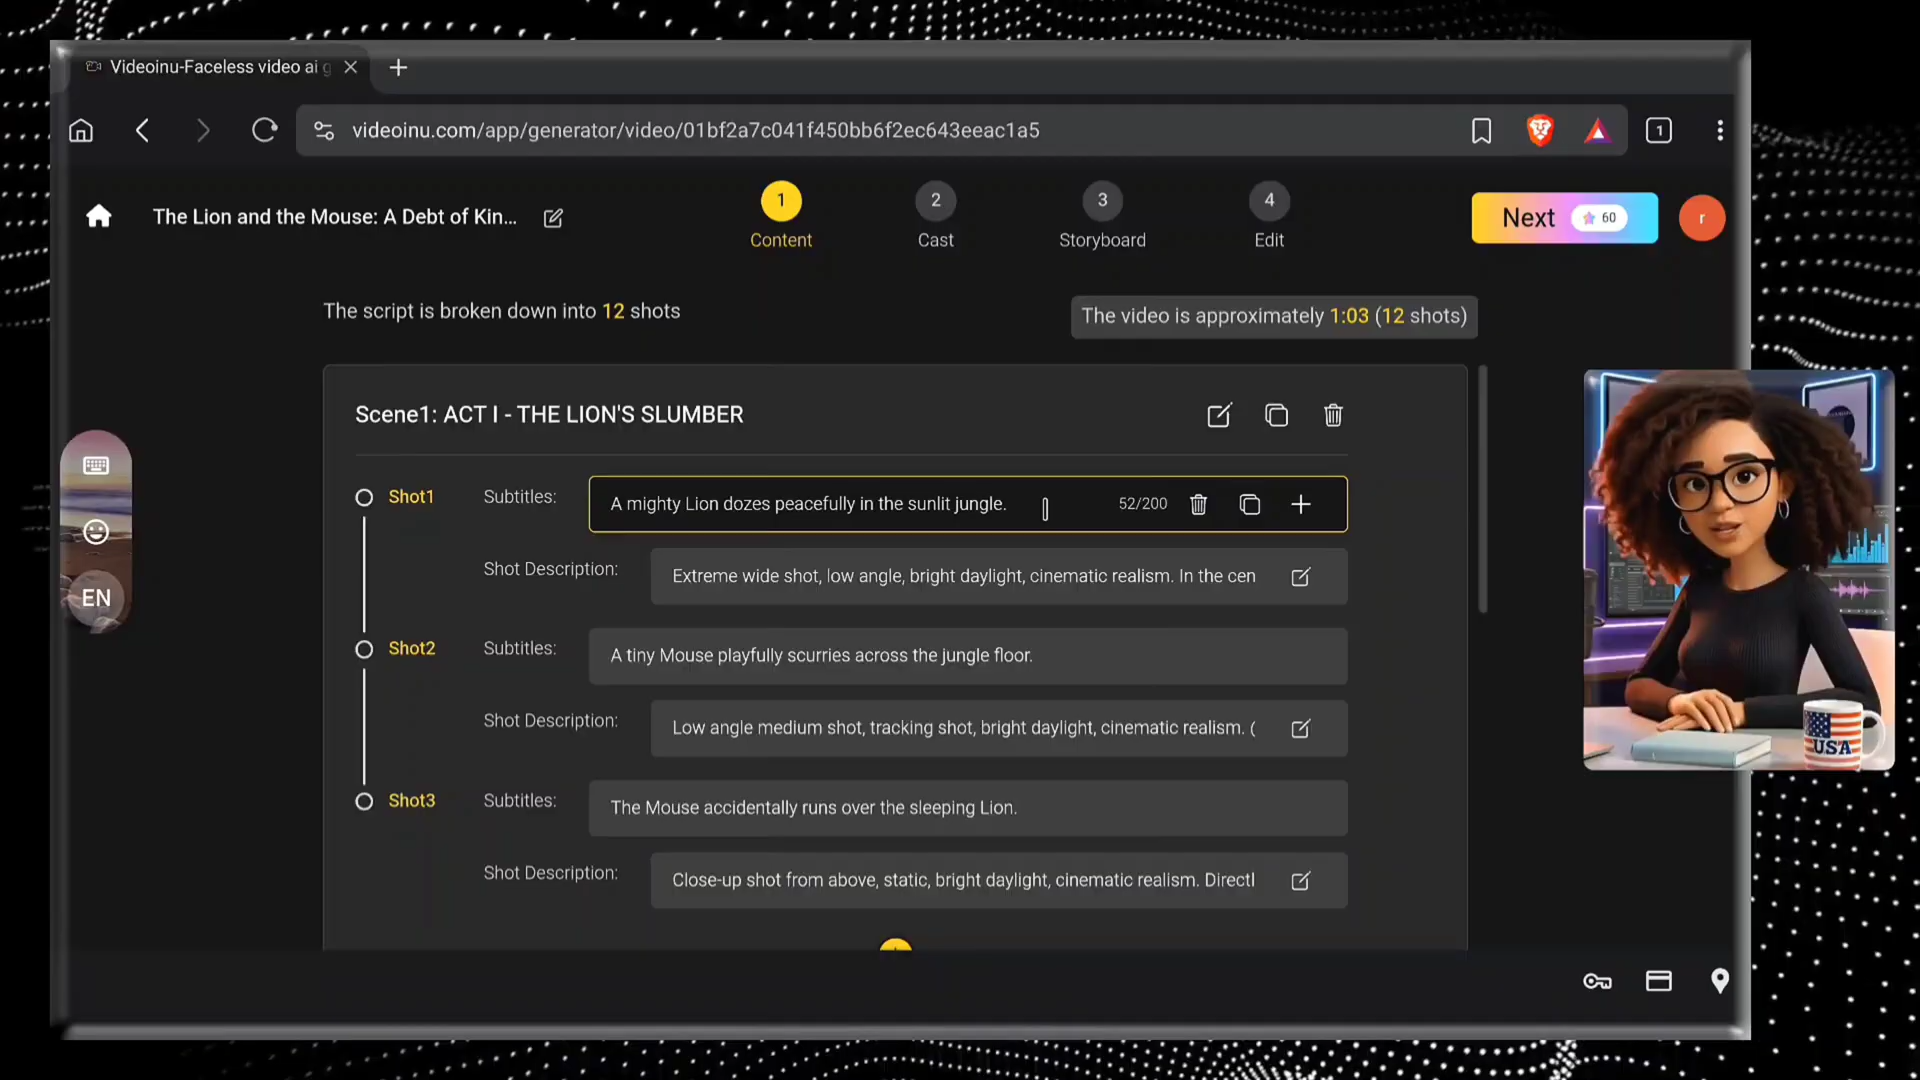 Videoinu-Faceless video ai g
videoinu.com/app/generator/video/01bf2a7c041f450bb6f2ec643eeac1a5
1
The Lion and the Mouse: A Debt of Kin...
1
Content
2
Cast
3
Storyboard
4
Edit
Next 60
r
The script is broken down into 12 shots
The video is approximately 1:03 (12 shots)
Scene1: ACT I - THE LION'S SLUMBER
Shot1
Subtitles:
A mighty Lion dozes peacefully in the sunlit jungle.
52/200
Shot Description:
Extreme wide shot, low angle, bright daylight, cinematic realism. In the cen
Shot2
Subtitles:
A tiny Mouse playfully scurries across the jungle floor.
Shot Description:
Low angle medium shot, tracking shot, bright daylight, cinematic realism. (
Shot3
Subtitles:
The Mouse accidentally runs over the sleeping Lion.
Shot Description:
Close-up shot from above, static, bright daylight, cinematic realism. Directl
EN
USA